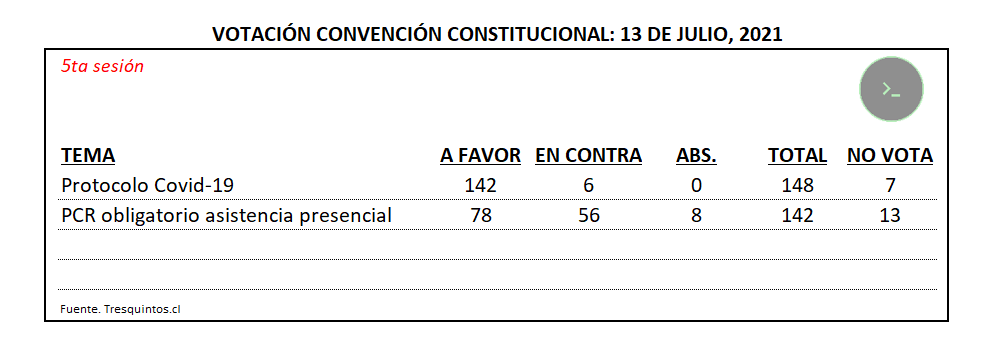 VOTACIÓN CONVENCIÓN CONSTITUCIONAL: 13 DE JULIO, 2021
5ta sesión
>_
TEMA A FAVOR EN CONTRA ABS. TOTAL NO VOTA
Protocolo Covid-19 142 6 0 148 7
PCR obligatorio asistencia presencial 78 56 8 142 13
Fuente. Tresquintos.cl